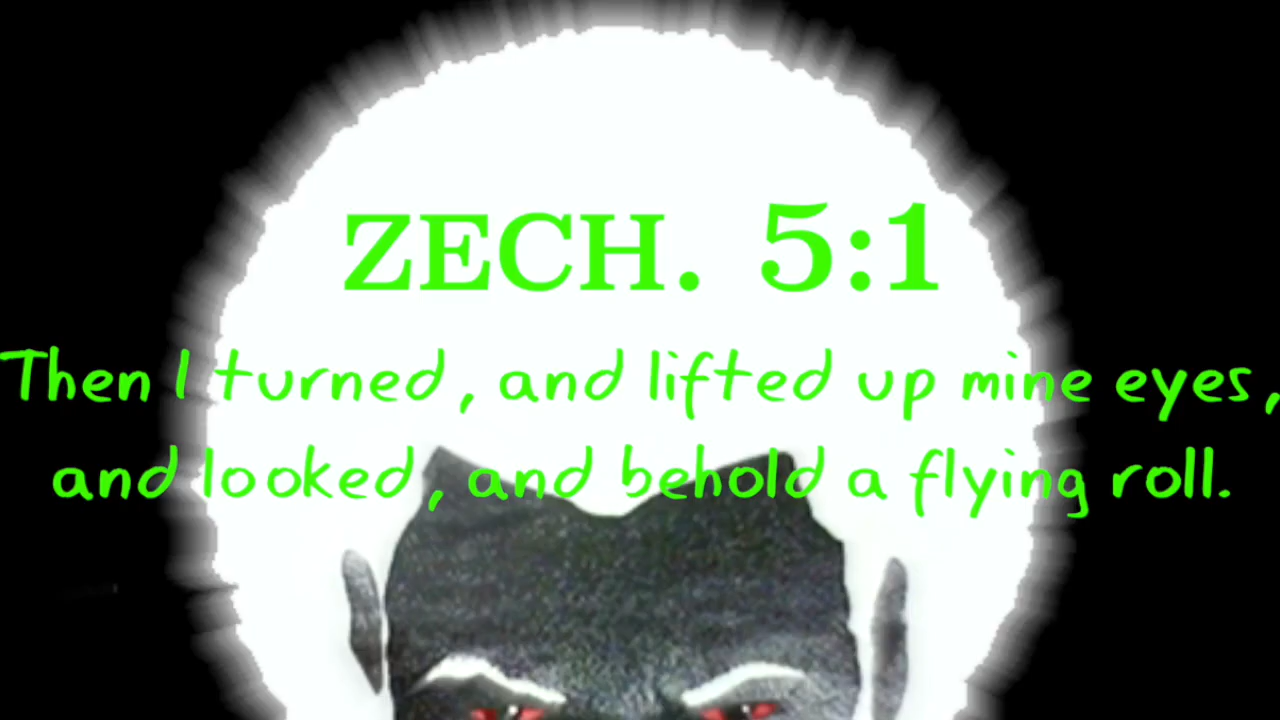 ZECH. 5:1
Then I turned, and lifted up mine eyes,
and looked, and behold a flying roll.